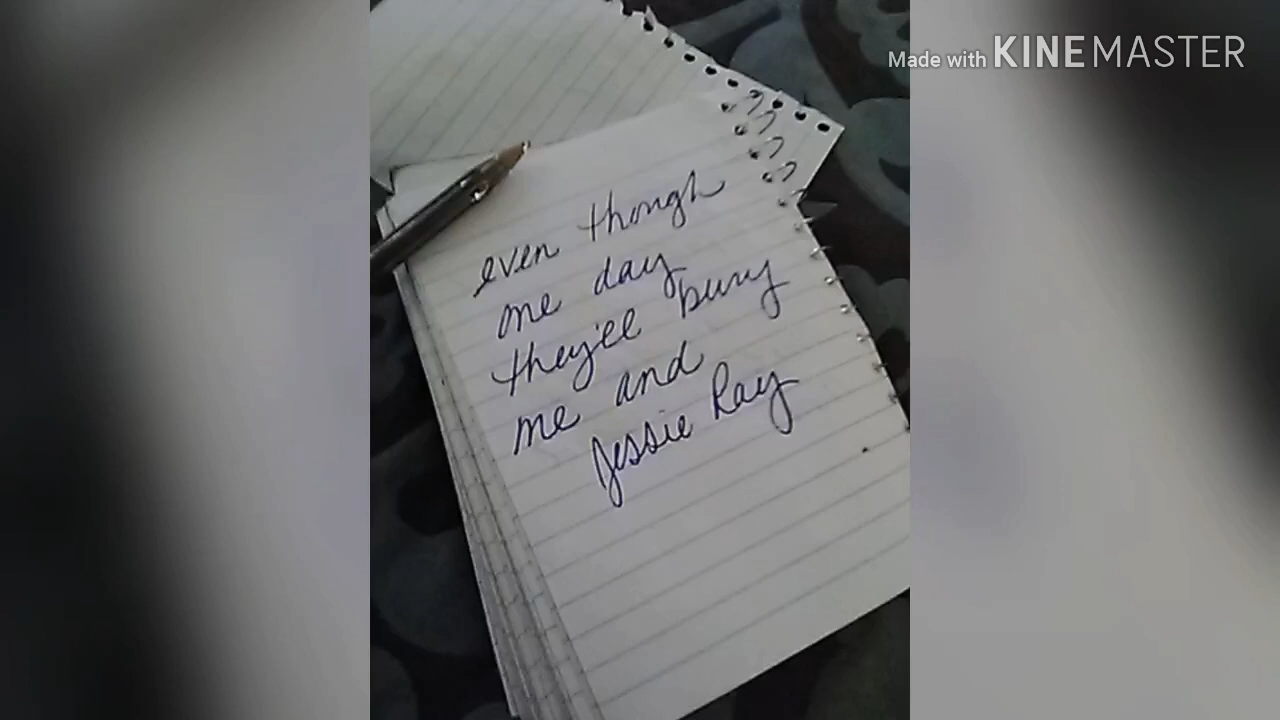 Made with KINEMASTER
even though
one day
they'll bury
me and
Jessie Ray